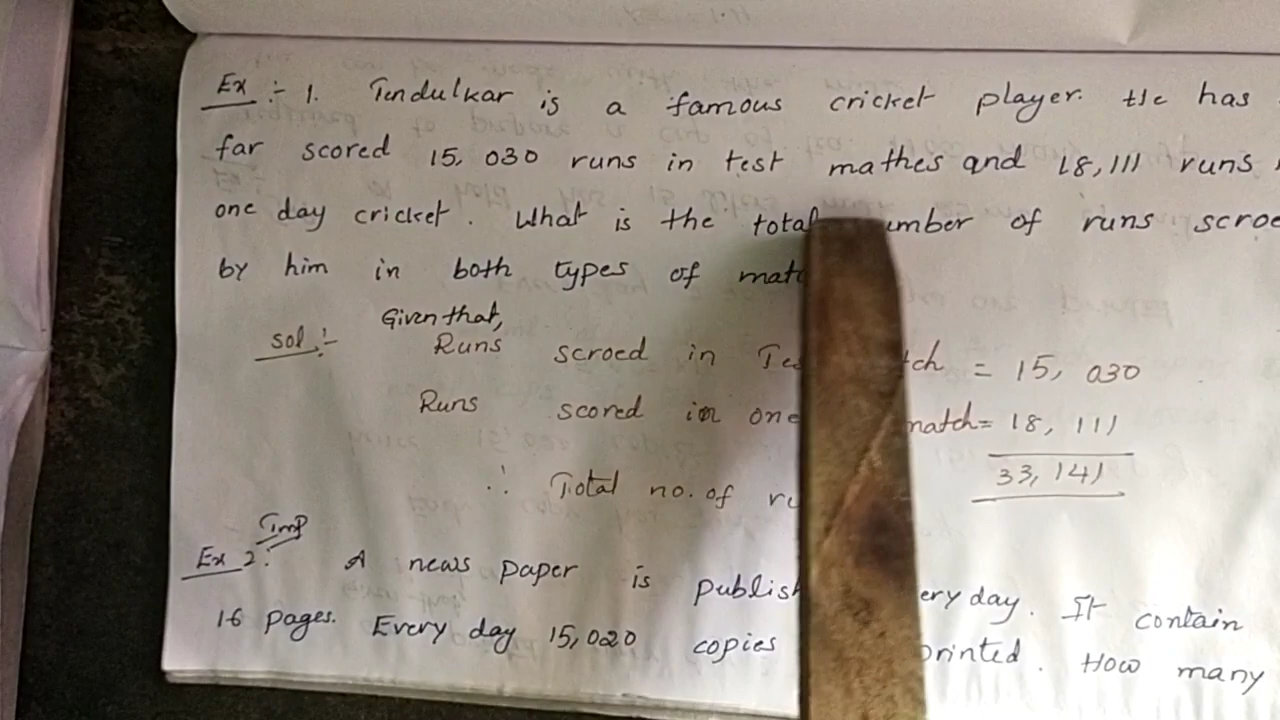 Ex :- 1. Tendulkar is a famous cricket player. He has
far scored 15,030 runs in test mathes and 18,111 runs
one day cricket. What is the total umber of runs scroe
by him in both types of mat
Given that,
sol :- Runs scroed in Tes tch = 15,030
Runs scored in one match = 18,111
33,141
∴ Total no. of ru
Imp
Ex 2: A news paper is publish ery day. It contain
16 pages. Every day 15,020 copies printed. How many